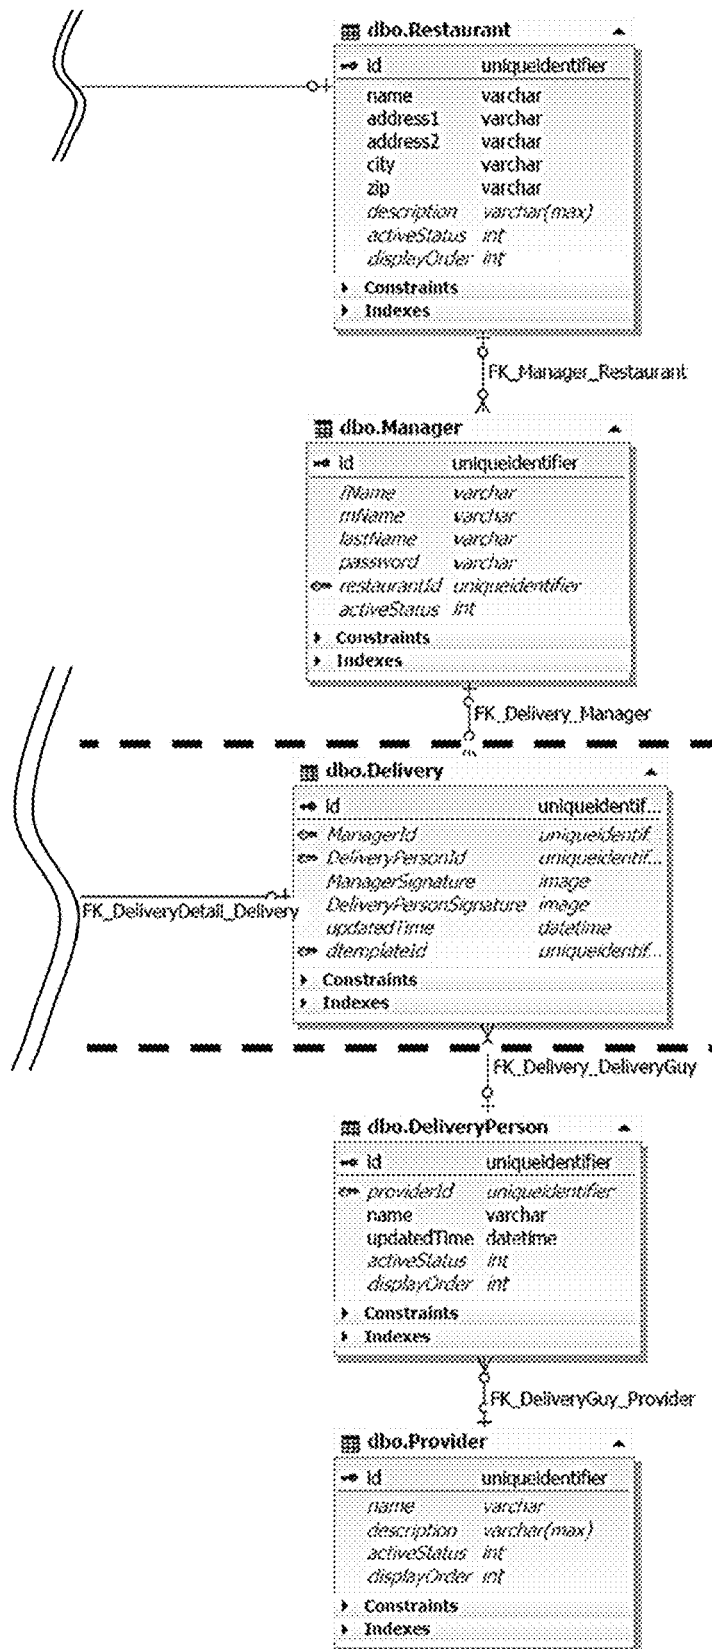 dbo.Restaurant
id uniqueidentifier
name varchar
address1 varchar
address2 varchar
city varchar
zip varchar
description varchar(max)
activeStatus int
displayOrder int
Constraints
Indexes
FK_Manager_Restaurant
dbo.Manager
id uniqueidentifier
fName varchar
mName varchar
lastName varchar
password varchar
restaurantId uniqueidentifier
activeStatus int
Constraints
Indexes
FK_Delivery_Manager
dbo.Delivery
id uniqueidentif...
ManagerId uniqueidentif...
DeliveryPersonId uniqueidentif...
ManagerSignature image
FK_DeliveryDetail_Delivery
DeliveryPersonSignature image
updatedTime datetime
dtemplateId uniqueidentif...
Constraints
Indexes
FK_Delivery_DeliveryGuy
dbo.DeliveryPerson
id uniqueidentifier
providerId uniqueidentifier
name varchar
updatedTime datetime
activeStatus int
displayOrder int
Constraints
Indexes
FK_DeliveryGuy_Provider
dbo.Provider
id uniqueidentifier
name varchar
description varchar(max)
activeStatus int
displayOrder int
Constraints
Indexes